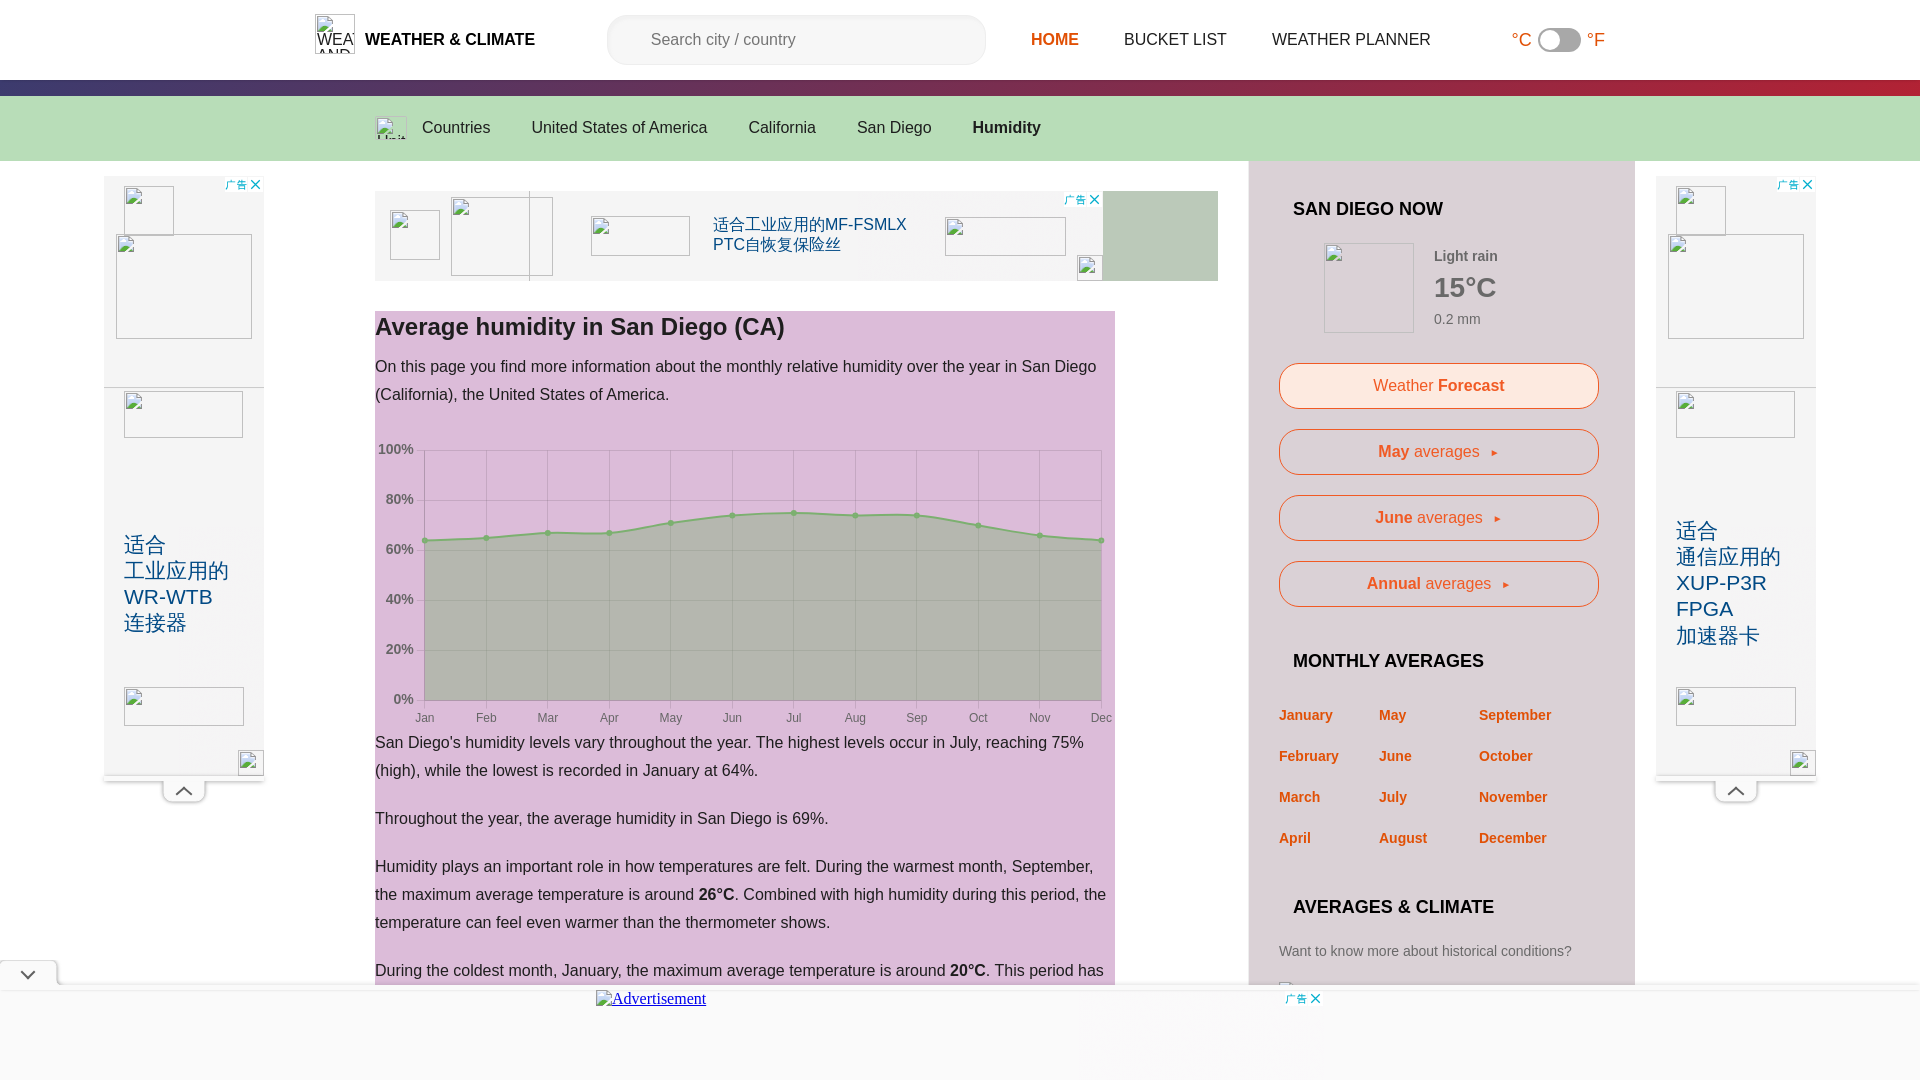 WEATHER & CLIMATE
Search city / country
HOME
BUCKET LIST
WEATHER PLANNER
°C
°F
Countries
United States of America
California
San Diego
Humidity
广告
适合
工业应用的
WR-WTB
连接器
广告
适合工业应用的MF-FSMLX
PTC自恢复保险丝
Average humidity in San Diego (CA)
On this page you find more information about the monthly relative humidity over the year in San Diego
(California), the United States of America.
100%
80%
60%
40%
20%
0%
Jan Feb Mar Apr May Jun Jul Aug Sep Oct Nov Dec
San Diego's humidity levels vary throughout the year. The highest levels occur in July, reaching 75%
(high), while the lowest is recorded in January at 64%.
Throughout the year, the average humidity in San Diego is 69%.
Humidity plays an important role in how temperatures are felt. During the warmest month, September,
the maximum average temperature is around 26°C. Combined with high humidity during this period, the
temperature can feel even warmer than the thermometer shows.
During the coldest month, January, the maximum average temperature is around 20°C. This period has
SAN DIEGO NOW
Light rain
15°C
0.2 mm
Weather Forecast
May averages ►
June averages ►
Annual averages ►
MONTHLY AVERAGES
January May September
February June October
March July November
April August December
AVERAGES & CLIMATE
Want to know more about historical conditions?
广告
适合
通信应用的
XUP-P3R
FPGA
加速器卡
Advertisement
广告